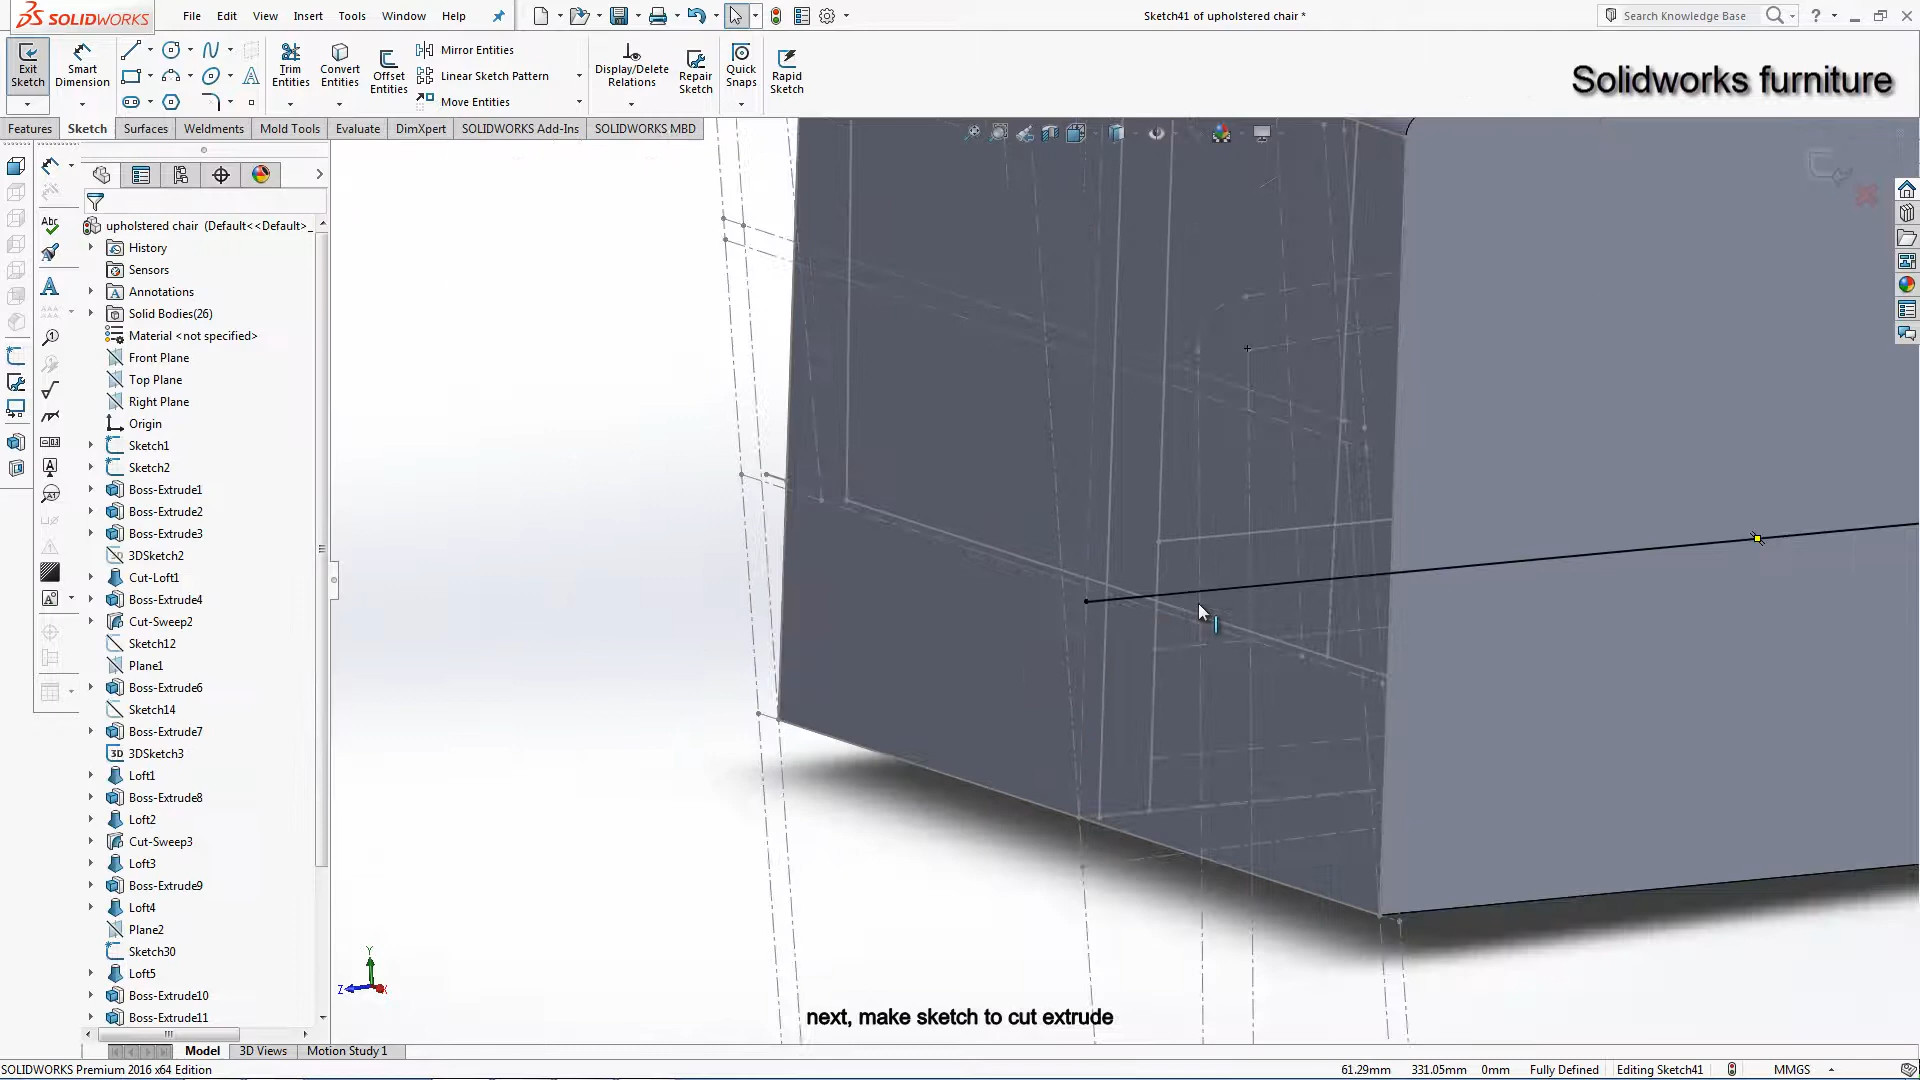 SOLIDWORKS
File Edit View Insert Tools Window Help
Sketch41 of upholstered chair *
Search Knowledge Base
Exit Sketch
Smart Dimension
Trim Entities
Convert Entities
Offset Entities
Mirror Entities
Linear Sketch Pattern
Move Entities
Display/Delete Relations
Repair Sketch
Quick Snaps
Rapid Sketch
Solidworks furniture
Features Sketch Surfaces Weldments Mold Tools Evaluate DimXpert SOLIDWORKS Add-Ins SOLIDWORKS MBD
upholstered chair (Default<<Default>_
History
Sensors
Annotations
Solid Bodies(26)
Material <not specified>
Front Plane
Top Plane
Right Plane
Origin
Sketch1
Sketch2
Boss-Extrude1
Boss-Extrude2
Boss-Extrude3
3DSketch2
Cut-Loft1
Boss-Extrude4
Cut-Sweep2
Sketch12
Plane1
Boss-Extrude6
Sketch14
Boss-Extrude7
3DSketch3
Loft1
Boss-Extrude8
Loft2
Cut-Sweep3
Loft3
Boss-Extrude9
Loft4
Plane2
Sketch30
Loft5
Boss-Extrude10
Boss-Extrude11
Y
Z
next, make sketch to cut extrude
Model 3D Views Motion Study 1
SOLIDWORKS Premium 2016 x64 Edition
61.29mm 331.05mm 0mm Fully Defined Editing Sketch41 MMGS